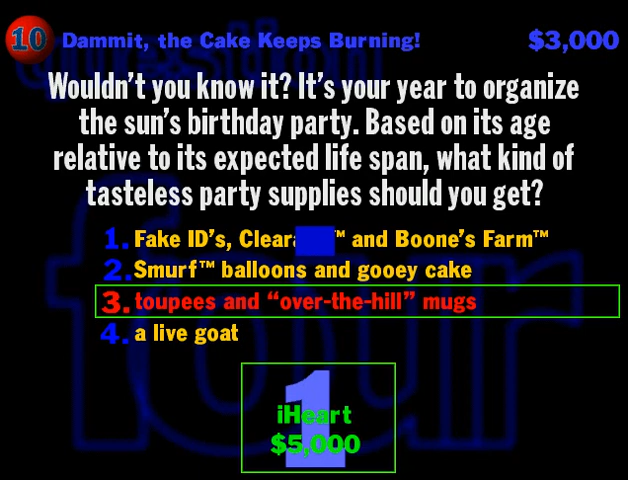 10 Dammit, the Cake Keeps Burning! $3,000
Wouldn't you know it? It's your year to organize
the sun's birthday party. Based on its age
relative to its expected life span, what kind of
tasteless party supplies should you get?
1. Fake ID's, ™ and Boone's Farm™
2. Smurf™ balloons and gooey cake
3. toupees and "over-the-hill" mugs
4. a live goat
1
iHeart
$5,000
question
four